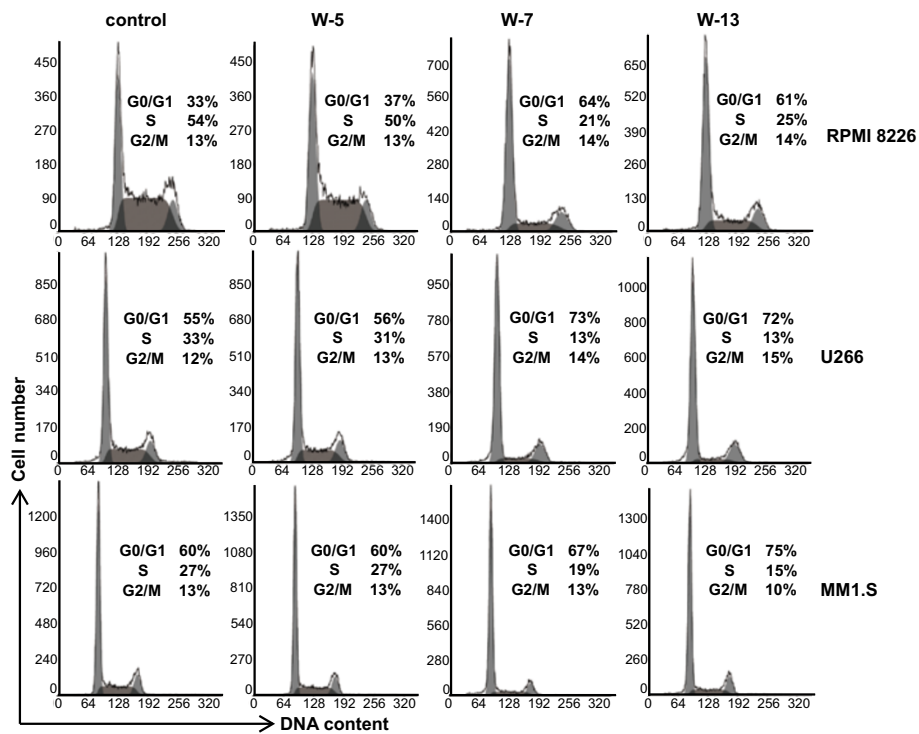 control W-5 W-7 W-13
450 360 270 180 90 0
G0/G1 33%
S 54%
G2/M 13%
0 64 128 192 256 320
450 360 270 180 90 0
G0/G1 37%
S 50%
G2/M 13%
0 64 128 192 256 320
700 560 420 280 140 0
G0/G1 64%
S 21%
G2/M 14%
0 64 128 192 256 320
650 520 390 260 130 0
G0/G1 61%
S 25%
G2/M 14%
0 64 128 192 256 320
RPMI 8226
850 680 510 340 170 0
G0/G1 55%
S 33%
G2/M 12%
0 64 128 192 256 320
850 680 510 340 170 0
G0/G1 56%
S 31%
G2/M 13%
0 64 128 192 256 320
950 780 570 380 190 0
G0/G1 73%
S 13%
G2/M 14%
0 64 128 192 256 320
1000 800 600 400 200 0
G0/G1 72%
S 13%
G2/M 15%
0 64 128 192 256 320
U266
1200 960 720 480 240 0
G0/G1 60%
S 27%
G2/M 13%
0 64 128 192 256 320
1350 1080 810 540 270 0
G0/G1 60%
S 27%
G2/M 13%
0 64 128 192 256 320
1400 1120 840 560 280 0
G0/G1 67%
S 19%
G2/M 13%
0 64 128 192 256 320
1300 1040 780 520 260 0
G0/G1 75%
S 15%
G2/M 10%
0 64 128 192 256 320
MM1.S
Cell number
DNA content